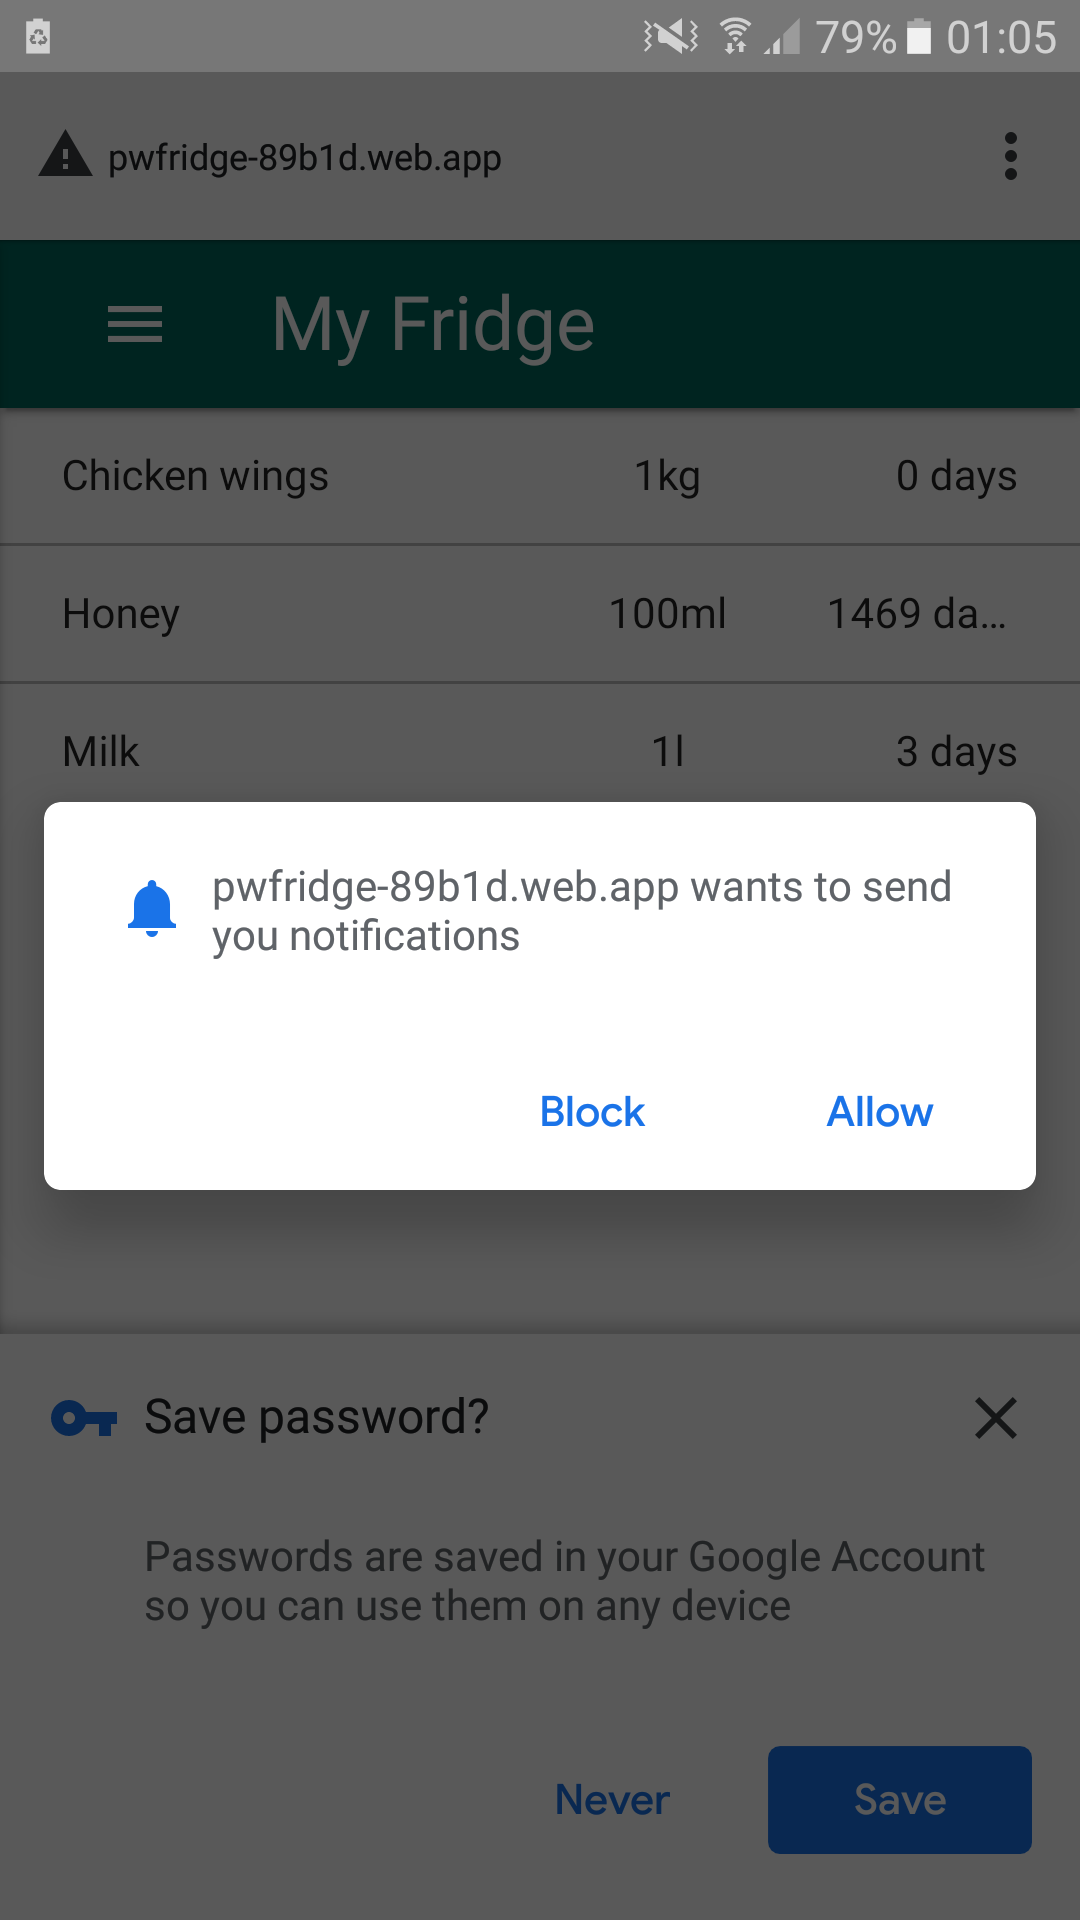 79% 01:05
pwfridge-89b1d.web.app
My Fridge
Chicken wings 1kg 0 days
Honey 100ml 1469 da...
Milk 1l 3 days
pwfridge-89b1d.web.app wants to send
you notifications
Block Allow
Save password?
Passwords are saved in your Google Account
so you can use them on any device
Never Save